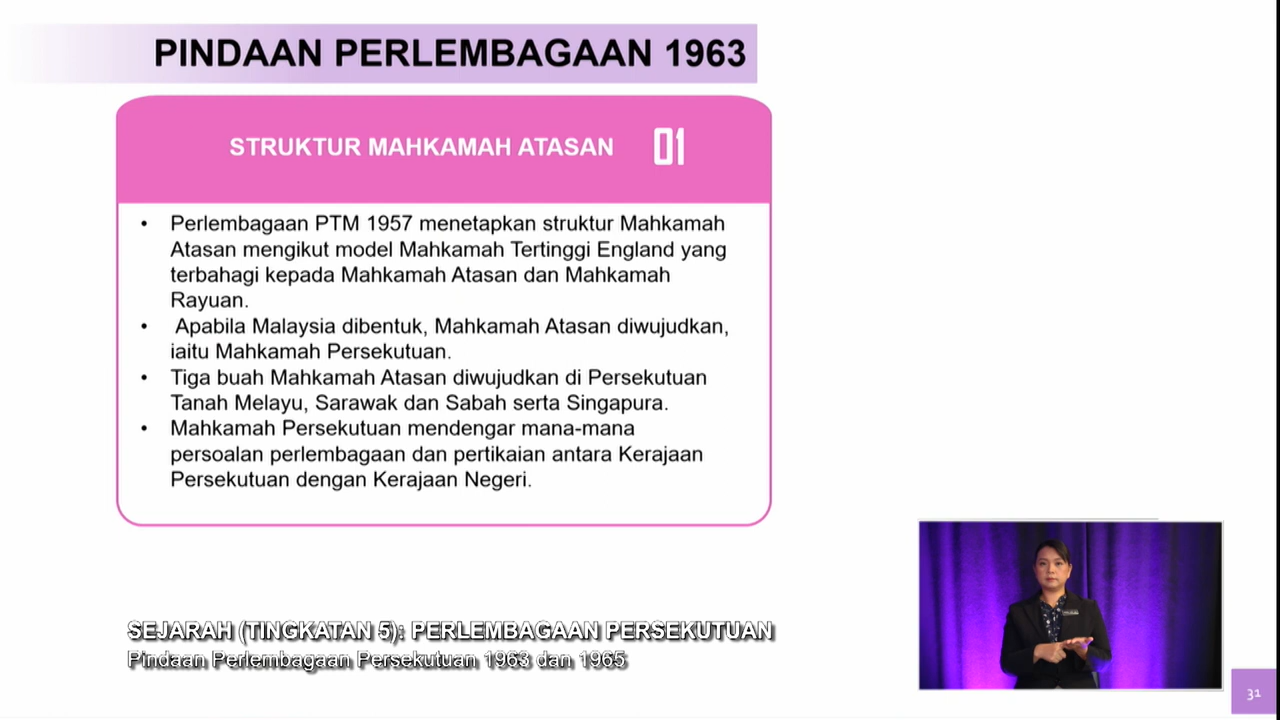 PINDAAN PERLEMBAGAAN 1963
STRUKTUR MAHKAMAH ATASAN 01
• Perlembagaan PTM 1957 menetapkan struktur Mahkamah
Atasan mengikut model Mahkamah Tertinggi England yang
terbahagi kepada Mahkamah Atasan dan Mahkamah
Rayuan.
• Apabila Malaysia dibentuk, Mahkamah Atasan diwujudkan,
iaitu Mahkamah Persekutuan.
• Tiga buah Mahkamah Atasan diwujudkan di Persekutuan
Tanah Melayu, Sarawak dan Sabah serta Singapura.
• Mahkamah Persekutuan mendengar mana-mana
persoalan perlembagaan dan pertikaian antara Kerajaan
Persekutuan dengan Kerajaan Negeri.
SEJARAH (TINGKATAN 5): PERLEMBAGAAN PERSEKUTUAN
Pindaan Perlembagaan Persekutuan 1963 dan 1965
31